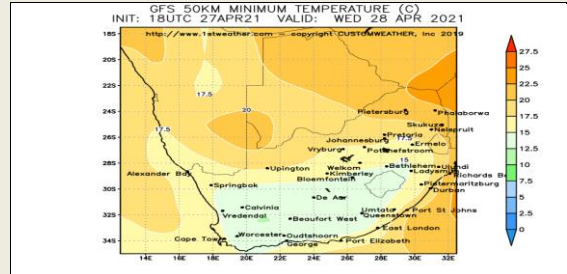 GFS 50KM MINIMUM TEMPERATURE (C)
INIT: 18UTC 27APR21 VALID: WED 28 APR 2021
http://www.1stweather.com — copyright CUSTOMWEATHER, Inc 2019
18S
20S
22S
24S
26S
28S
30S
32S
34S
17.5
20
17.5
Pietersburg
Phalaborwa
Skukuza
Nelspruit
Pretoria
17.5
Johannesburg
Ermelo
Vryburg
Potchefstroom
15
Welkom
Bethlehem
Ulundi
Upington
Kimberley
Ladysmith
Alexander Bay
Bloemfontein
Richards Ba
Springbok
Pietermaritzburg
Durban
De Aar
Calvinia
Vredendal
Umtata
Port St Johns
Beaufort West
Queenstown
East London
Worcester
Oudtshoorn
Cape Town
George
Port Elizabeth
14E 16E 18E 20E 22E 24E 26E 28E 30E 32E
27.5
25
22.5
20
17.5
15
12.5
10
7.5
5
2.5
0